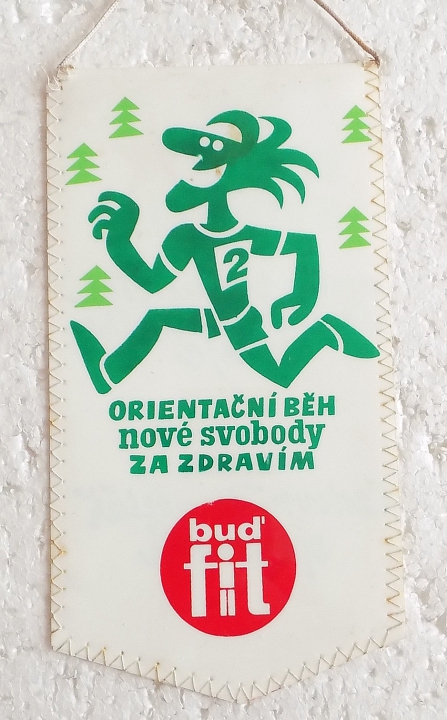 2
ORIENTAČNÍ BĚH
nové svobody
ZA ZDRAVÍM
buď
fit